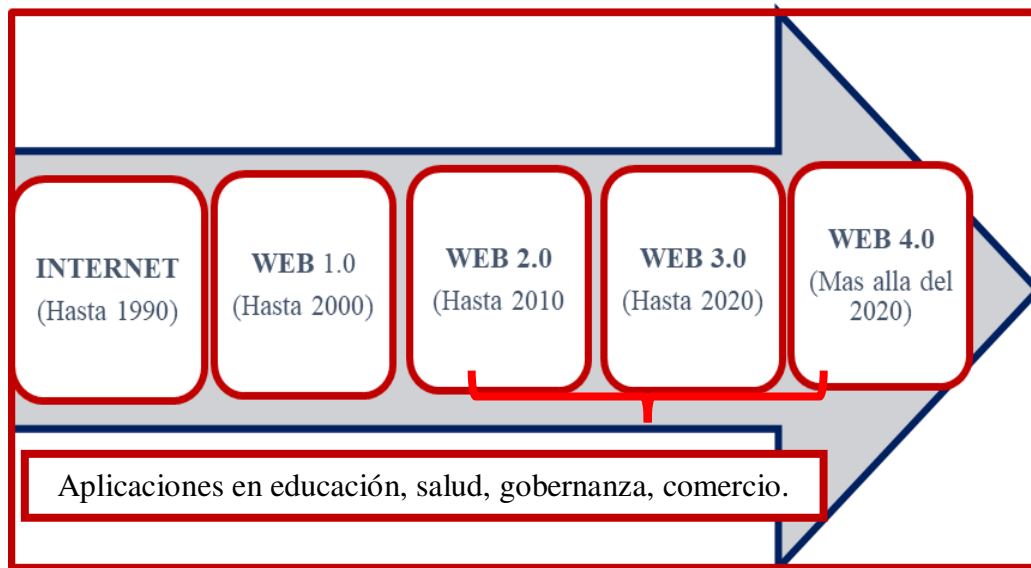 INTERNET
(Hasta 1990)
WEB 1.0
(Hasta 2000)
WEB 2.0
(Hasta 2010
WEB 3.0
(Hasta 2020)
WEB 4.0
(Mas alla del
2020)
Aplicaciones en educación, salud, gobernanza, comercio.